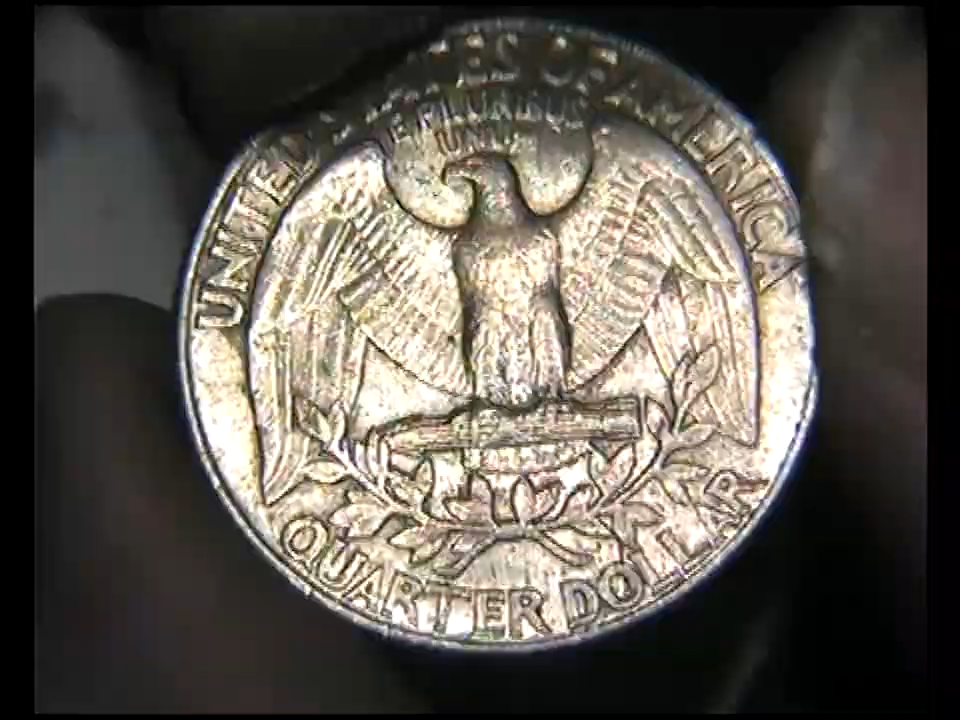 UNITED STATES OF AMERICA
E PLURIBUS
UNUM
QUARTER DOLLAR